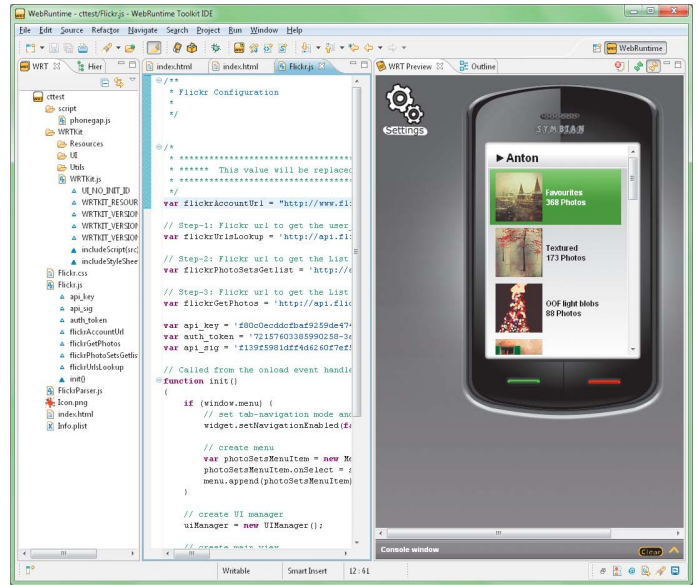 WebRuntime - cttest/Flickr.js - WebRuntime Toolkit IDE
File Edit Source Refactor Navigate Search Project Run Window Help
WebRuntime
WRT Hier
index.html index.html Flickr.js
WRT Preview Outline
cttest
script
phonegap.js
WRTKit
Resources
UI
Utils
WRTKit.js
UI_NO_INIT_ID
WRTKIT_RESOUR
WRTKIT_VERSION
WRTKIT_VERSION
WRTKIT_VERSION
includeScript(src)
includeStyleShee
Flickr.css
Flickr.js
api_key
api_sig
auth_token
flickrAccountUrl
flickrGetPhotos
flickrPhotoSetsGetlis
flickrUrlsLookup
init()
FlickrParser.js
Icon.png
index.html
Info.plist
/**
* Flickr Configuration
*
*/
/*
* ******************************
* ****** This value will be replaced
* ******************************
*/
var flickrAccountUrl = "http://www.fl
// Step-1: Flickr url to get the user
var flickrUrlsLookup = 'http://api.fl
// Step-2: Flickr url to get the List
var flickrPhotoSetsGetlist = 'http://
// Step-3: Flickr url to get the List
var flickrGetPhotos = 'http://api.flic
var api_key =
var auth_token =
var api_sig =
// Called from the onload event handle
function init()
{
if (window.menu) {
// set tab-navigation mode and
widget.setNavigationEnabled(fa
// create menu
var photoSetsMenuItem = new Me
photoSetsMenuItem.onSelect = s
menu.append(photoSetsMenuItem)
}
// create UI manager
uiManager = new UIManager();
// create main view
Settings
SYMBIAN
Anton
Favourites
368 Photos
Textured
173 Photos
OOF light blobs
88 Photos
Console window
Clear
Writable Smart Insert 12:61